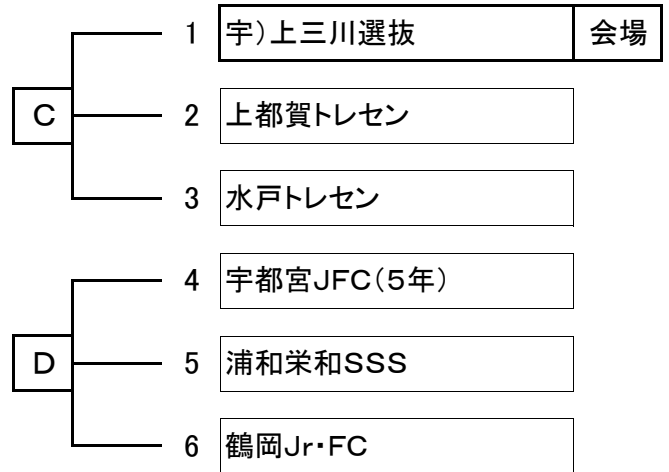 1 宇)上三川選抜 会場
C 2 上都賀トレセン
3 水戸トレセン
4 宇都宮JFC(5年)
D 5 浦和栄和SSS
6 鶴岡Jr・FC